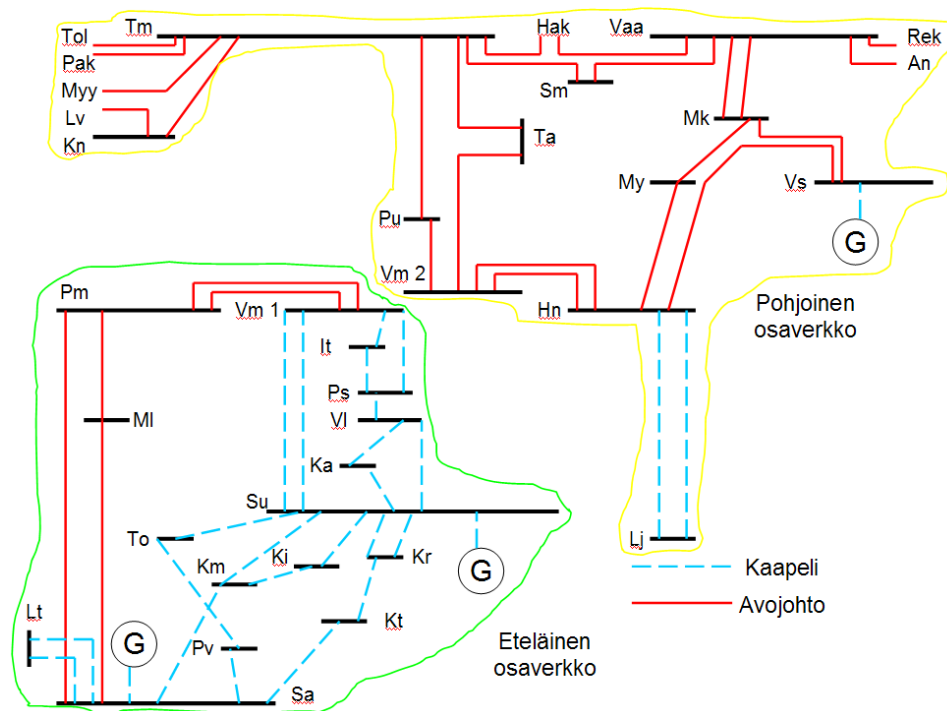 Tol
Tm
Hak
Vaa
Rek
Pak
An
Myy
Sm
Lv
Mk
Kn
Ta
My
Vs
Pu
G
Vm 2
Pm
Vm 1
Hn
Pohjoinen
osaverkko
It
Ps
Ml
Vl
Ka
Su
To
Km
Ki
Kr
G
Lj
Kaapeli
Lt
Avojohto
G
Pv
Kt
Eteläinen
osaverkko
Sa